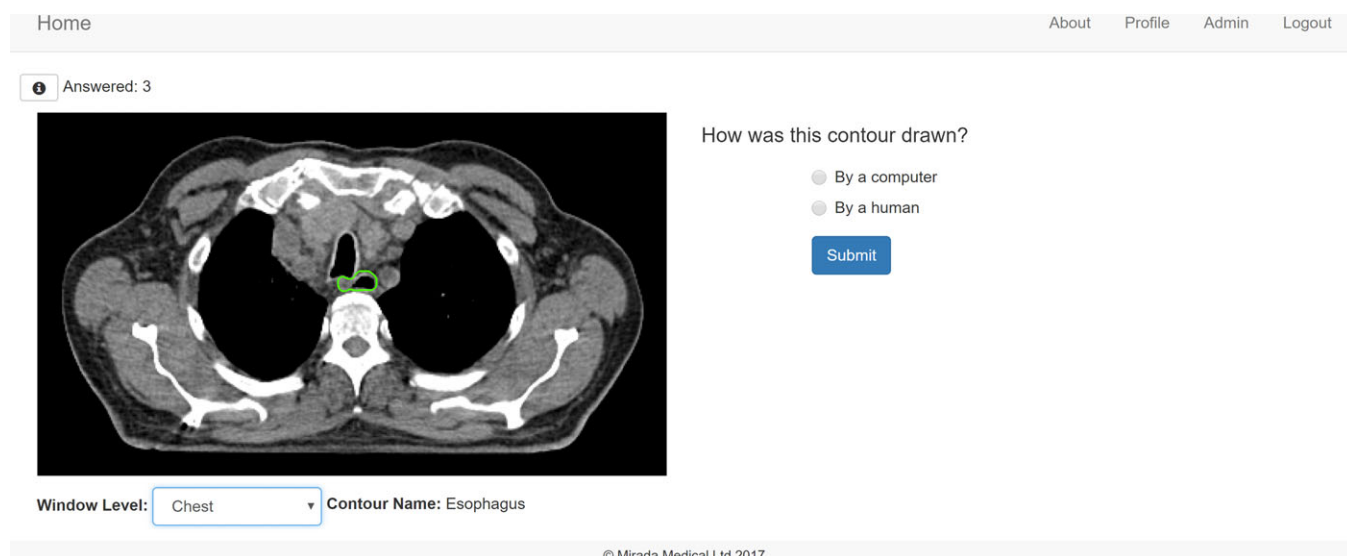 Home About Profile Admin Logout
Answered: 3
How was this contour drawn?
By a computer
By a human
Submit
Window Level: Chest Contour Name: Esophagus
© Mirada Medical Ltd 2017